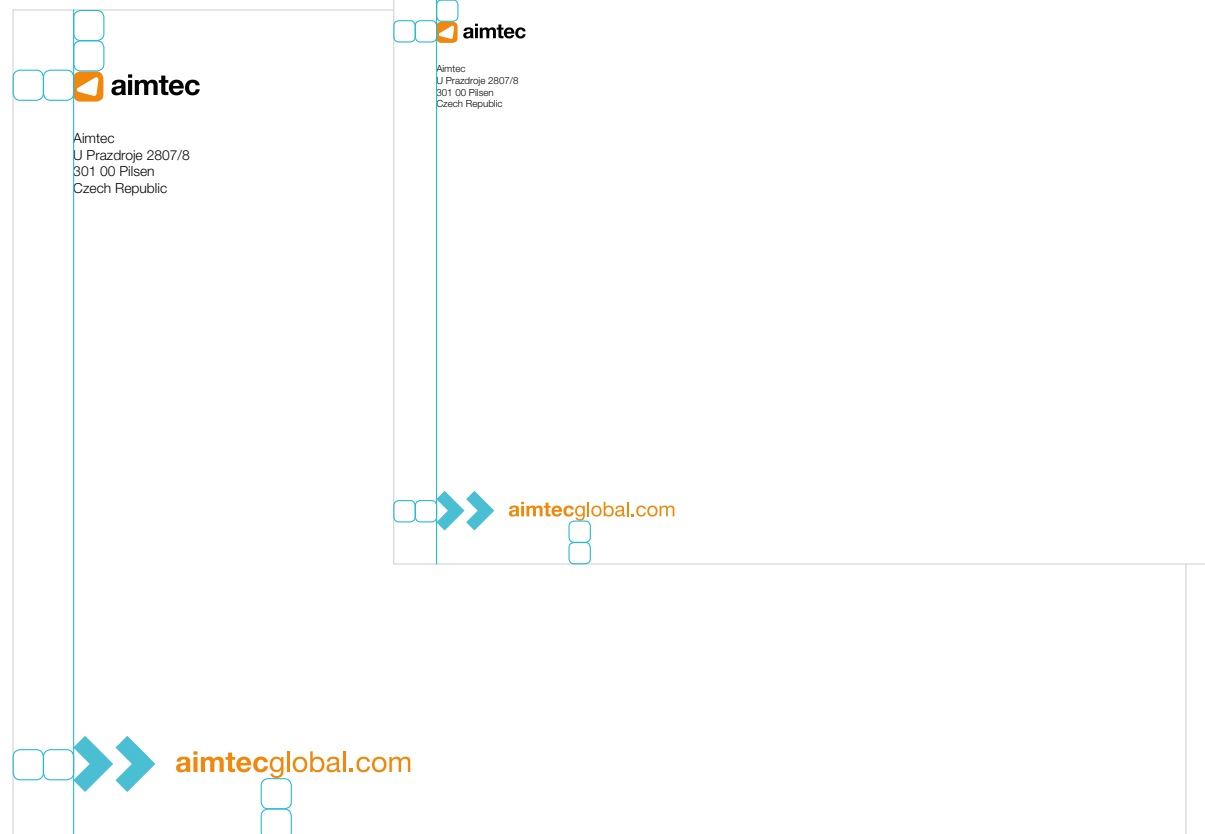 aimtec
Aimtec
U Prazdroje 2807/8
301 00 Pilsen
Czech Republic
aimtecglobal.com
aimtec
Aimtec
U Prazdroje 2807/8
301 00 Pilsen
Czech Republic
aimtecglobal.com